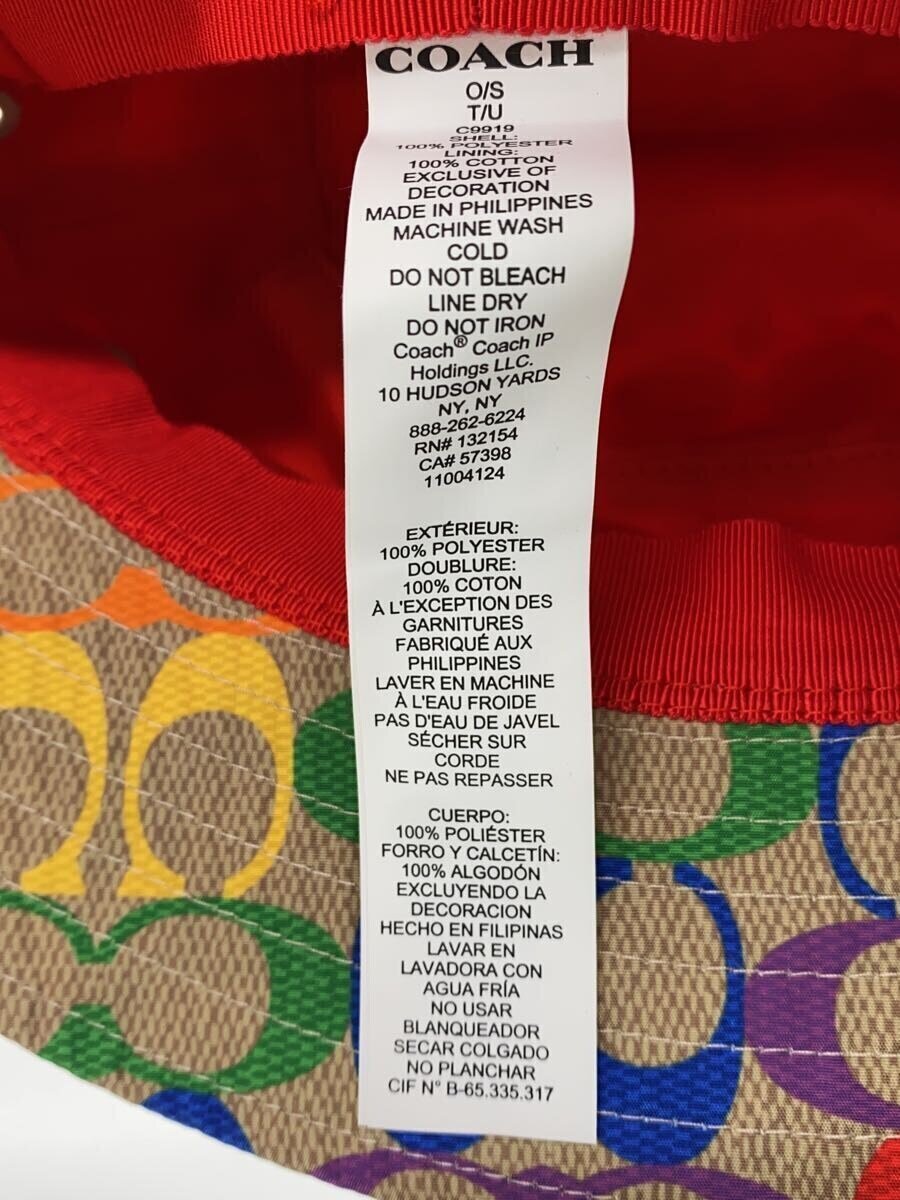 COACH
O/S
T/U
C9919
SHELL:
100% POLYESTER
LINING:
100% COTTON
EXCLUSIVE OF
DECORATION
MADE IN PHILIPPINES
MACHINE WASH
COLD
DO NOT BLEACH
LINE DRY
DO NOT IRON
Coach® Coach IP
Holdings LLC.
10 HUDSON YARDS
NY, NY
888-262-6224
RN# 132154
CA# 57398
11004124
EXTÉRIEUR:
100% POLYESTER
DOUBLURE:
100% COTON
À L'EXCEPTION DES
GARNITURES
FABRIQUÉ AUX
PHILIPPINES
LAVER EN MACHINE
À L'EAU FROIDE
PAS D'EAU DE JAVEL
SÉCHER SUR
CORDE
NE PAS REPASSER
CUERPO:
100% POLIÉSTER
FORRO Y CALCETÍN:
100% ALGODÓN
EXCLUYENDO LA
DECORACION
HECHO EN FILIPINAS
LAVAR EN
LAVADORA CON
AGUA FRÍA
NO USAR
BLANQUEADOR
SECAR COLGADO
NO PLANCHAR
CIF N° B-65.335.317